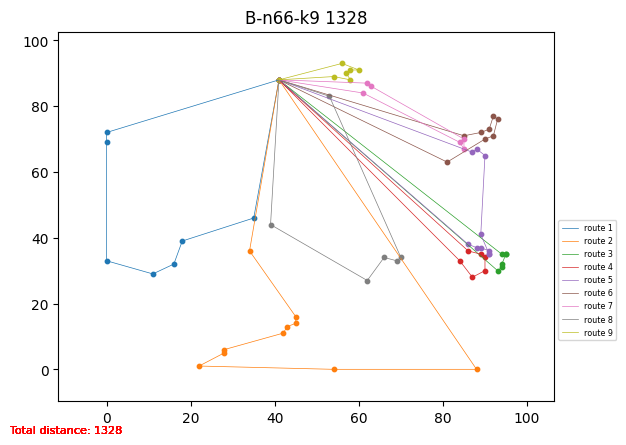 B-n66-k9 1328
100
80
60
40
20
0
0 20 40 60 80 100
route 1
route 2
route 3
route 4
route 5
route 6
route 7
route 8
route 9
Total distance: 1328